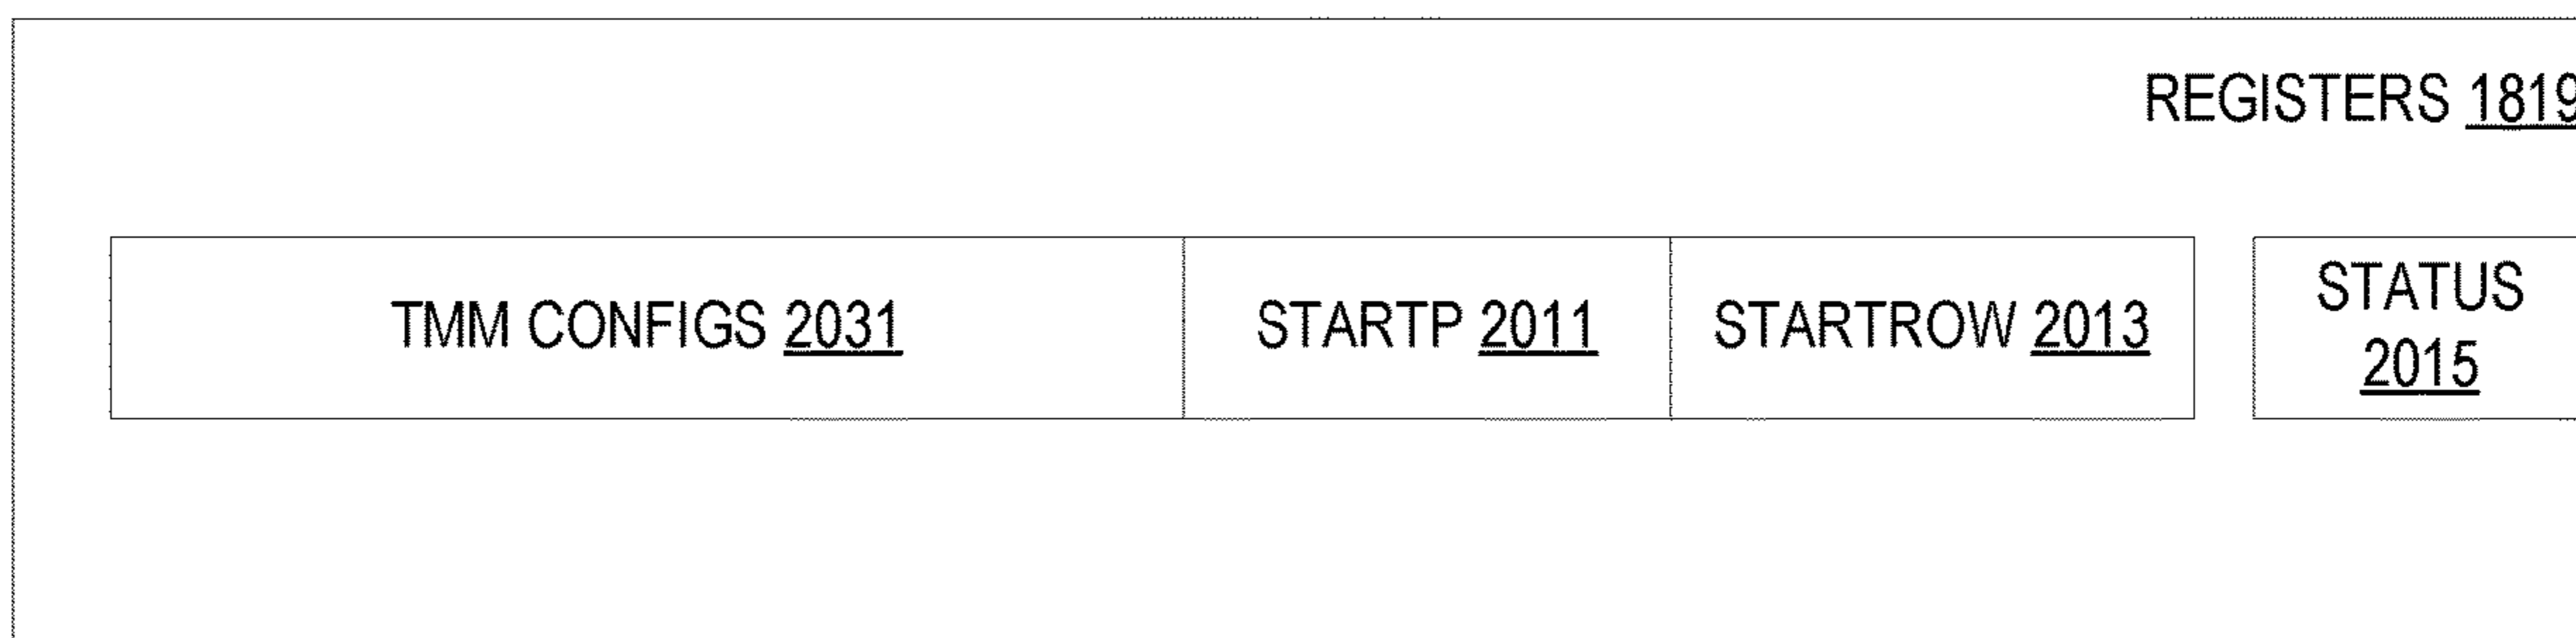 REGISTERS 1819
TMM CONFIGS 2031
STARTP 2011
STARTROW 2013
STATUS
2015